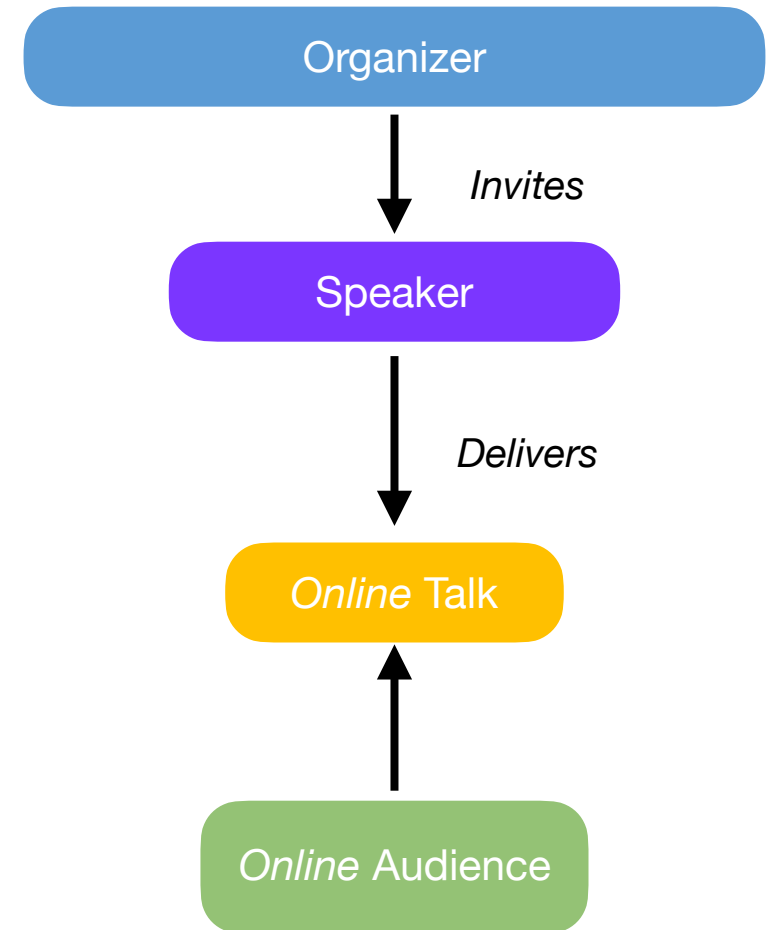 Organizer
Invites
Speaker
Delivers
Online Talk
Online Audience